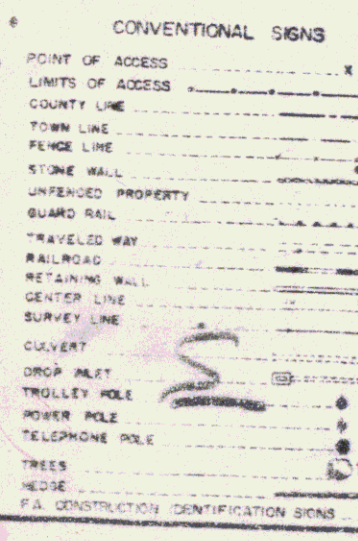 CONVENTIONAL SIGNS
POINT OF ACCESS X
LIMITS OF ACCESS
COUNTY LINE
TOWN LINE
FENCE LINE
STONE WALL
UNFENCED PROPERTY
GUARD RAIL
TRAVELED WAY
RAILROAD
RETAINING WALL
CENTER LINE
SURVEY LINE
CULVERT
DROP INLET
TROLLEY POLE
POWER POLE
TELEPHONE POLE
TREES
HEDGE
F.A. CONSTRUCTION IDENTIFICATION SIGNS